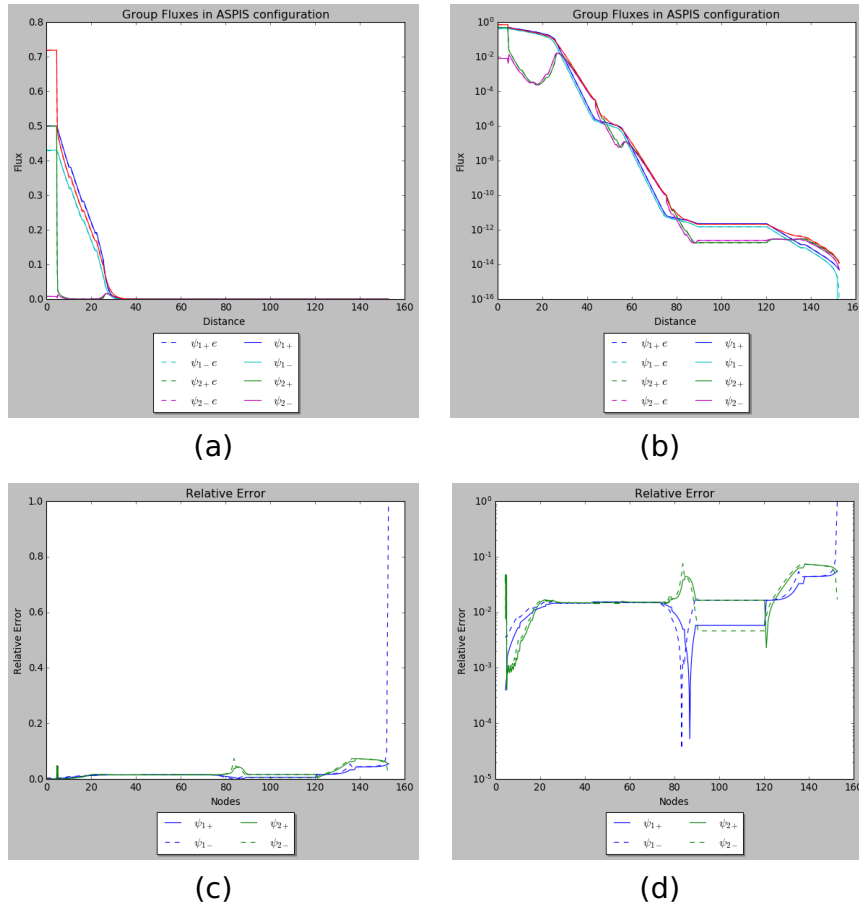 Group Fluxes in ASPIS configuration
0.8
0.7
0.6
0.5
0.4
0.3
0.2
0.1
0.0
Flux
0 20 40 60 80 100 120 140 160
Distance
ψ₁₊ e ψ₁₊
ψ₁₋ e ψ₁₋
ψ₂₊ e ψ₂₊
ψ₂₋ e ψ₂₋
(a)
Group Fluxes in ASPIS configuration
10⁰
10⁻²
10⁻⁴
10⁻⁶
10⁻⁸
10⁻¹⁰
10⁻¹²
10⁻¹⁴
10⁻¹⁶
Flux
0 20 40 60 80 100 120 140 160
Distance
ψ₁₊ e ψ₁₊
ψ₁₋ e ψ₁₋
ψ₂₊ e ψ₂₊
ψ₂₋ e ψ₂₋
(b)
Relative Error
1.0
0.8
0.6
0.4
0.2
0.0
Relative Error
0 20 40 60 80 100 120 140 160
Nodes
ψ₁₊ ψ₂₊
ψ₁₋ ψ₂₋
(c)
Relative Error
10⁰
10⁻¹
10⁻²
10⁻³
10⁻⁴
10⁻⁵
Relative Error
0 20 40 60 80 100 120 140 160
Nodes
ψ₁₊ ψ₂₊
ψ₁₋ ψ₂₋
(d)